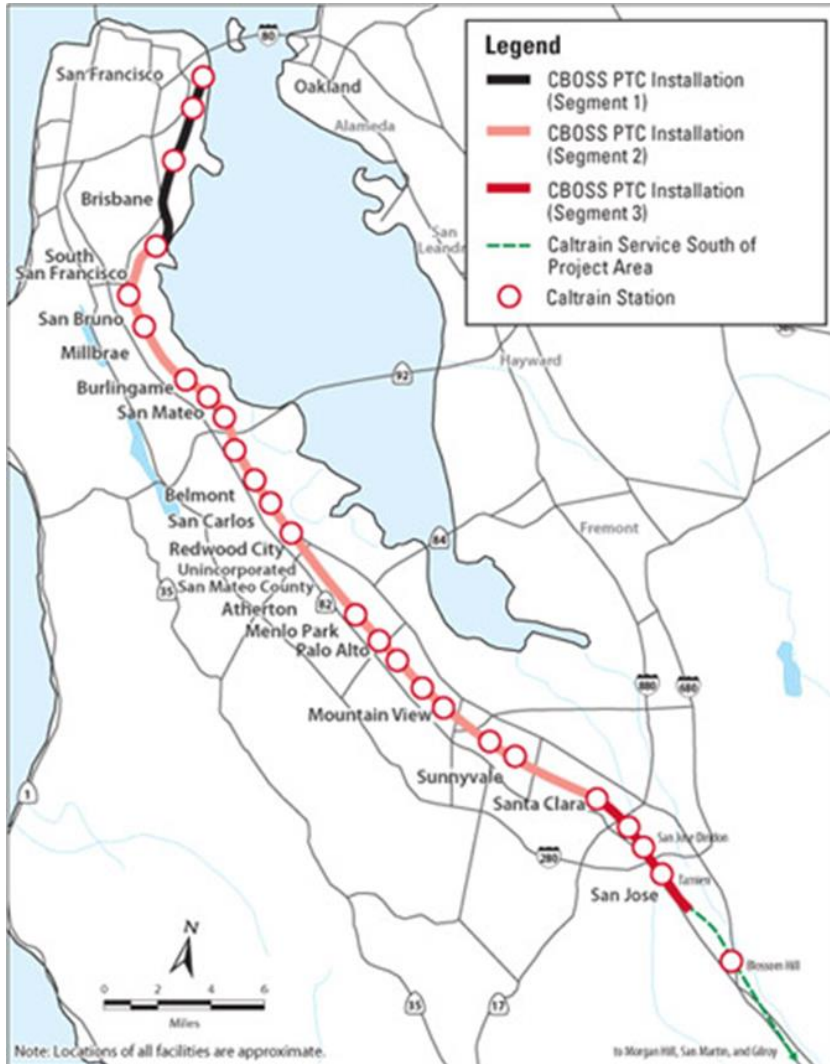 Legend
CBOSS PTC Installation
(Segment 1)
CBOSS PTC Installation
(Segment 2)
CBOSS PTC Installation
(Segment 3)
Caltrain Service South of
Project Area
Caltrain Station
80
San Francisco
Oakland
Alameda
Brisbane
San
Leandr
South
San Francisco
San Bruno
Millbrae
Hayward
92
Burlingame
San Mateo
Belmont
San Carlos
Fremont
84
Redwood City
Unincorporated
San Mateo County
35
82
Atherton
Menlo Park
Palo Alto
880
680
Mountain View
Sunnyvale
1
Santa Clara
San Jose Diridon
280
Tamien
San Jose
N
Blossom Hill
0 2 4 6
Miles
35
17
Note: Locations of all facilities are approximate.
to Morgan Hill, San Martin, and Gilroy